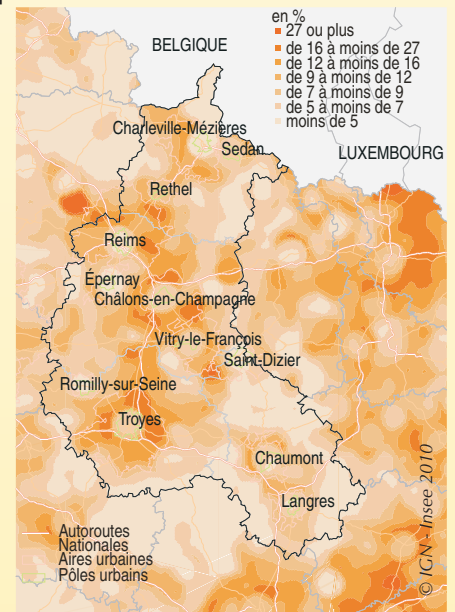 en %
27 ou plus
de 16 à moins de 27
de 12 à moins de 16
de 9 à moins de 12
de 7 à moins de 9
de 5 à moins de 7
moins de 5
BELGIQUE
LUXEMBOURG
Charleville-Mézières
Sedan
Rethel
Reims
Épernay
Châlons-en-Champagne
Vitry-le-François
Saint-Dizier
Romilly-sur-Seine
Troyes
Chaumont
Langres
Autoroutes
Nationales
Aires urbaines
Pôles urbains
© IGN - Insee 2010